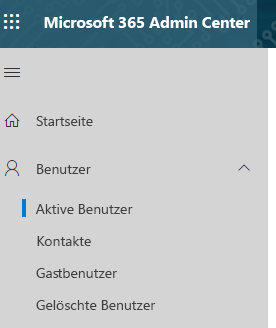 Microsoft 365 Admin Center
Startseite
Benutzer
Aktive Benutzer
Kontakte
Gastbenutzer
Gelöschte Benutzer